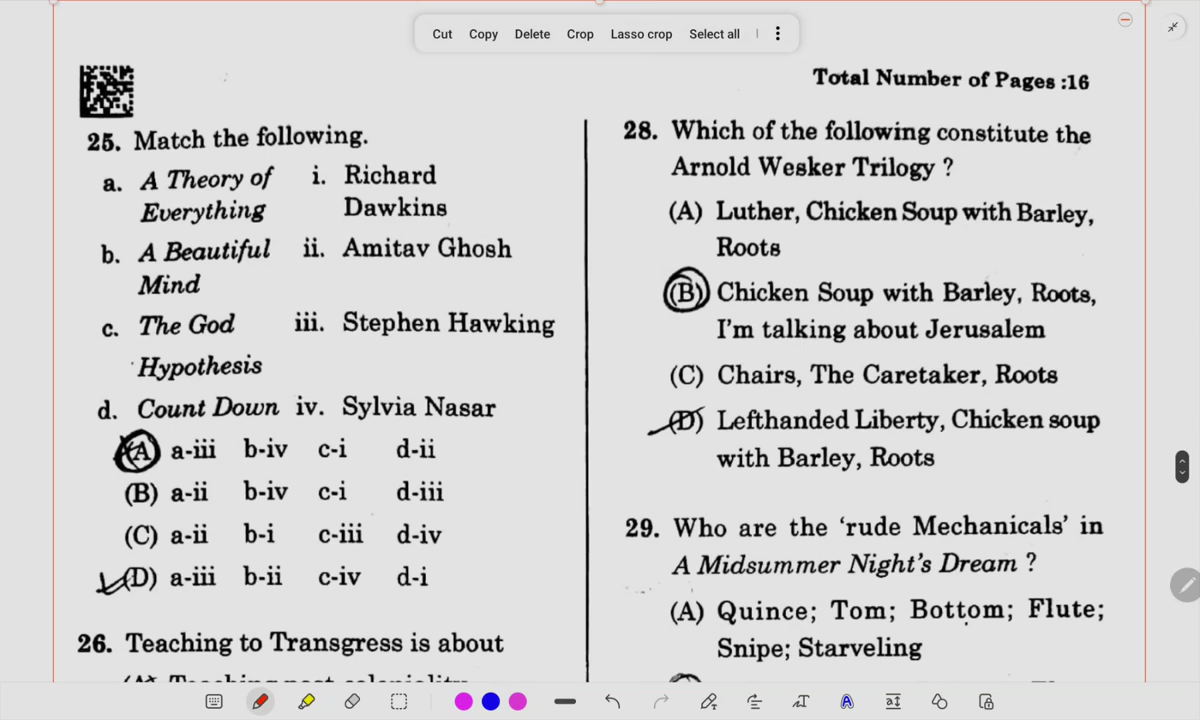 Cut Copy Delete Crop Lasso crop Select all
Total Number of Pages :16
25. Match the following.
a. A Theory of Everything i. Richard Dawkins
b. A Beautiful Mind ii. Amitav Ghosh
c. The God Hypothesis iii. Stephen Hawking
d. Count Down iv. Sylvia Nasar
(A) a-iii b-iv c-i d-ii
(B) a-ii b-iv c-i d-iii
(C) a-ii b-i c-iii d-iv
(D) a-iii b-ii c-iv d-i
26. Teaching to Transgress is about
28. Which of the following constitute the
Arnold Wesker Trilogy ?
(A) Luther, Chicken Soup with Barley,
Roots
(B) Chicken Soup with Barley, Roots,
I'm talking about Jerusalem
(C) Chairs, The Caretaker, Roots
(D) Lefthanded Liberty, Chicken soup
with Barley, Roots
29. Who are the 'rude Mechanicals' in
A Midsummer Night's Dream ?
(A) Quince; Tom; Bottom; Flute;
Snipe; Starveling